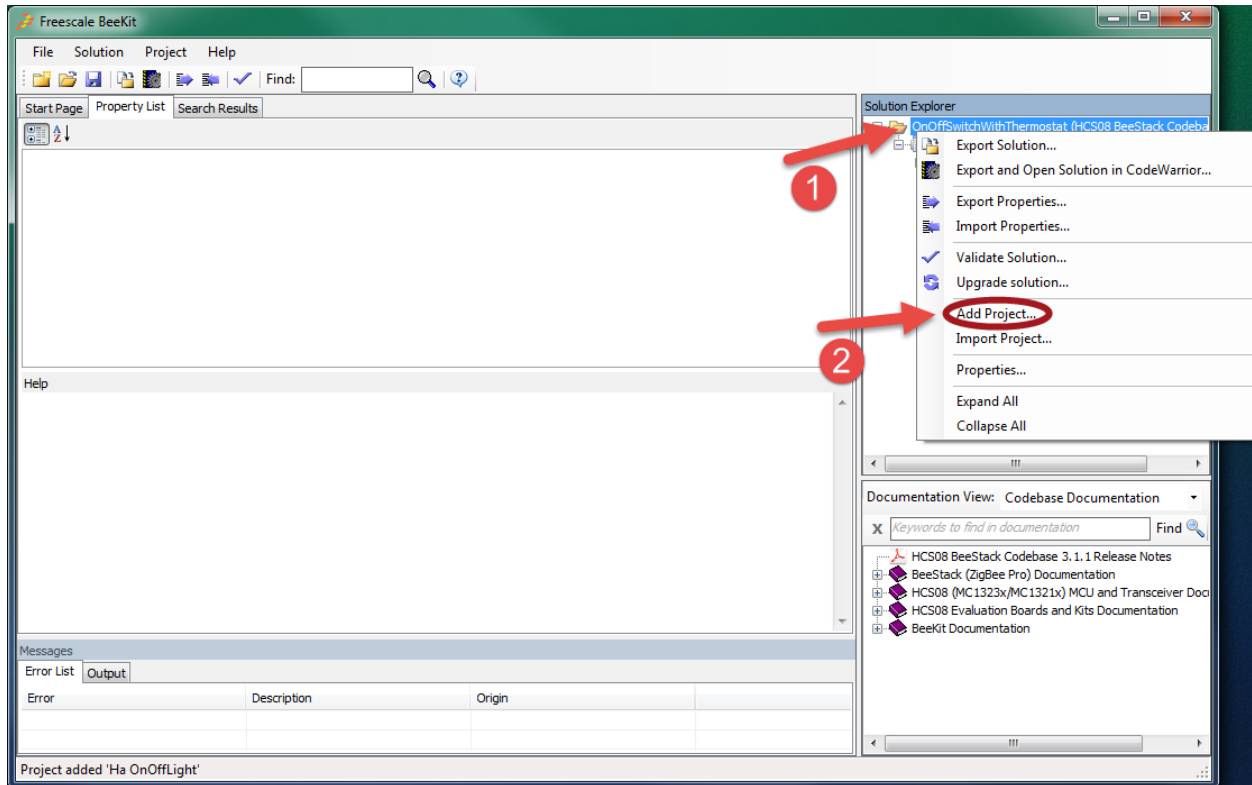 Freescale BeeKit
File Solution Project Help
Find:
Start Page Property List Search Results
Solution Explorer
OnOffSwitchWithThermostat (HCS08 BeeStack Codeba
1
Export Solution...
Export and Open Solution in CodeWarrior...
Export Properties...
Import Properties...
Validate Solution...
Upgrade solution...
Add Project...
2
Import Project...
Properties...
Expand All
Collapse All
Help
Documentation View: Codebase Documentation
X Keywords to find in documentation Find
HCS08 BeeStack Codebase 3.1.1 Release Notes
BeeStack (ZigBee Pro) Documentation
HCS08 (MC1323x/MC1321x) MCU and Transceiver Doc
HCS08 Evaluation Boards and Kits Documentation
BeeKit Documentation
Messages
Error List Output
Error Description Origin
Project added 'Ha OnOffLight'